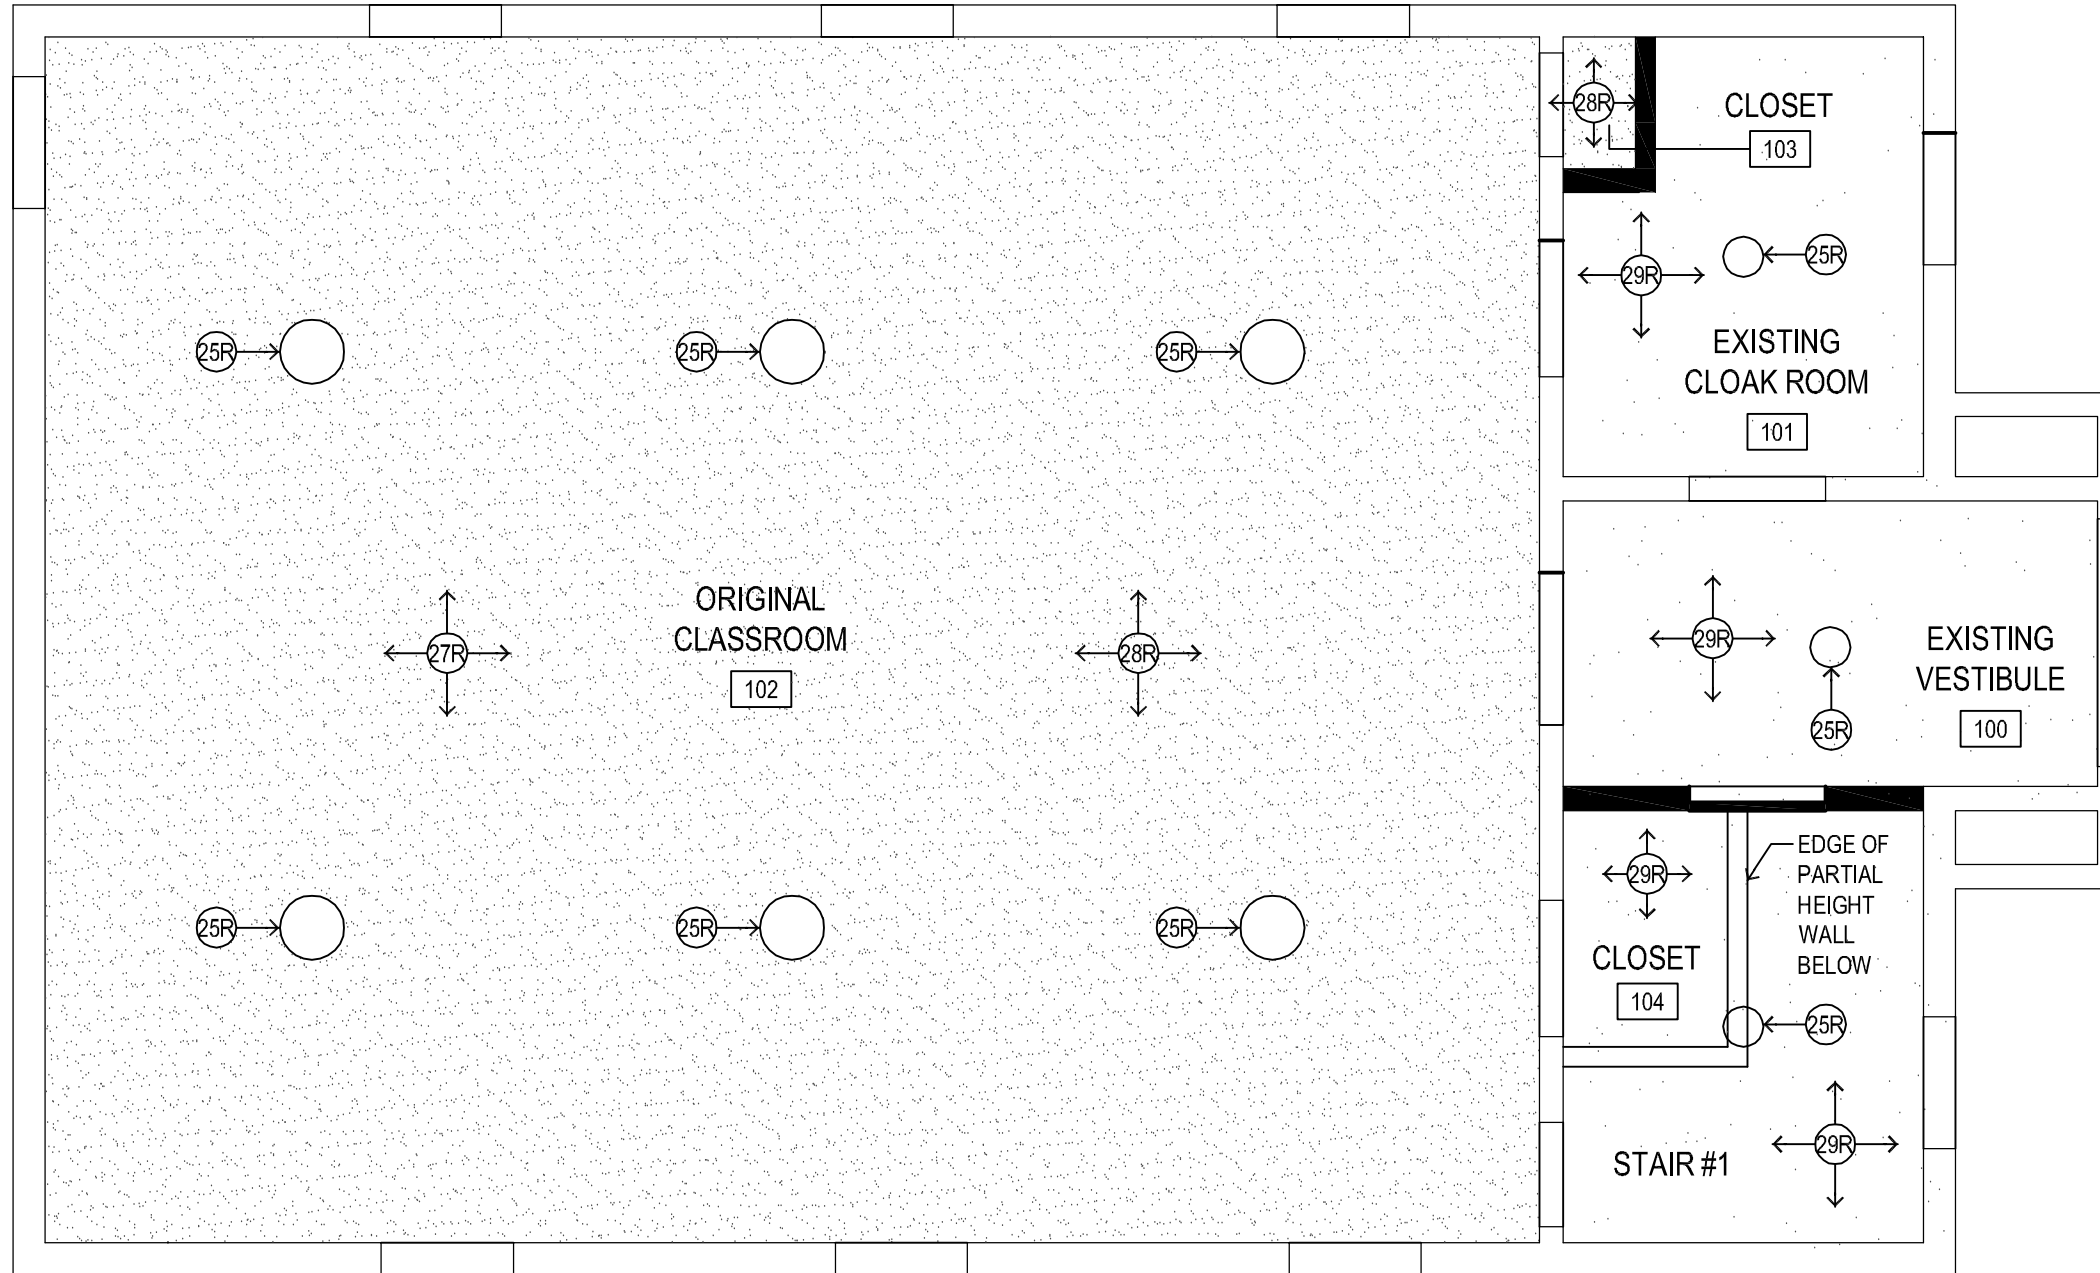 28R
CLOSET
103
29R
25R
EXISTING
CLOAK ROOM
101
25R
25R
25R
27R
ORIGINAL
CLASSROOM
102
28R
29R
25R
EXISTING
VESTIBULE
100
25R
25R
25R
29R
CLOSET
104
EDGE OF
PARTIAL
HEIGHT
WALL
BELOW
25R
STAIR #1
29R